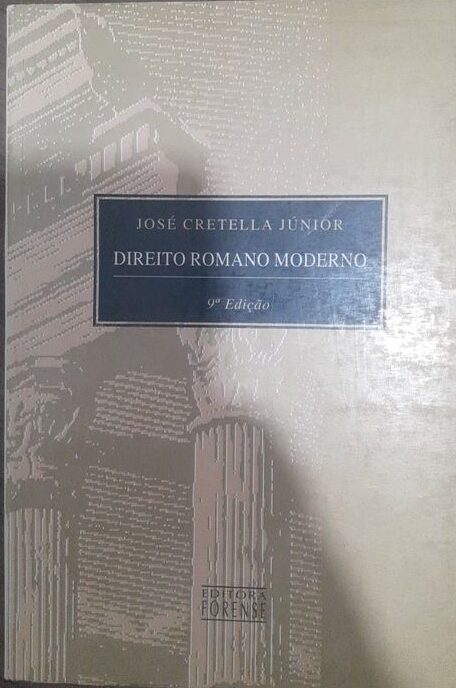 JOSÉ CRETELLA JÚNIOR
DIREITO ROMANO MODERNO
9ª Edição
EDITORA
FORENSE